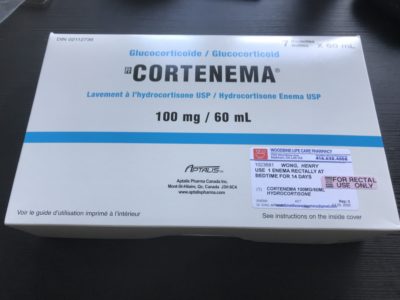 DIN 02112736
7 x 60 mL
Glucocorticoïde / Glucocorticoid
CORTENEMA®
Lavement à l'hydrocortisone USP / Hydrocortisone Enema USP
100 mg / 60 mL
APTALIS
Aptalis Pharma Canada Inc.
Mont-St-Hilaire, Qc, Canada J3H 6C4
www.aptalispharma.com
Voir le guide d'utilisation imprimé à l'intérieur
See instructions on the inside cover
WOODBINE LIFE CARE PHARMACY
WONG, HENRY
USE 1 ENEMA RECTALLY AT
BEDTIME FOR 14 DAYS
FOR RECTAL
USE ONLY
CORTENEMA 100MG/60ML
HYDROCORTISONE